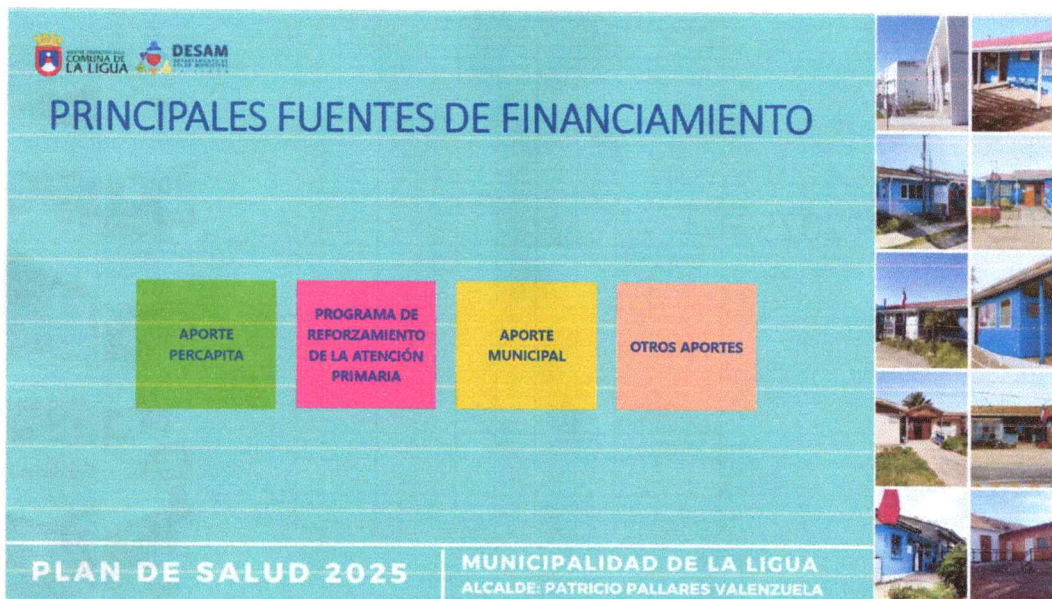 COMUNA DE
LA LIGUA
DESAM
PRINCIPALES FUENTES DE FINANCIAMIENTO
APORTE
PERCAPITA
PROGRAMA DE
REFORZAMIENTO
DE LA ATENCIÓN
PRIMARIA
APORTE
MUNICIPAL
OTROS APORTES
PLAN DE SALUD 2025
MUNICIPALIDAD DE LA LIGUA
ALCALDE: PATRICIO PALLARES VALENZUELA